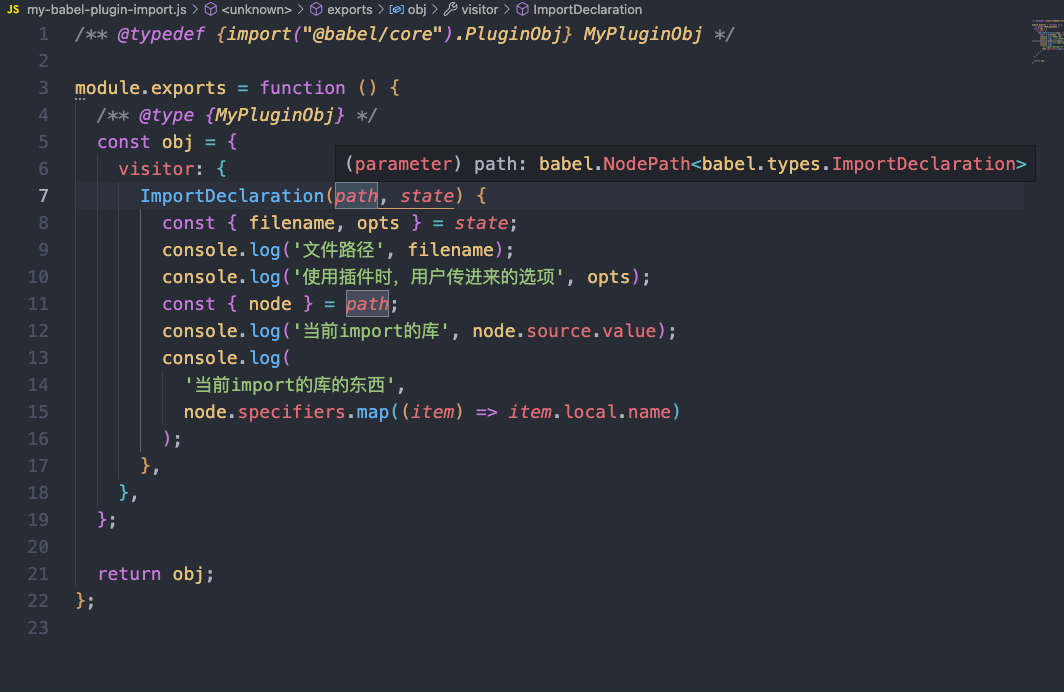 JS my-babel-plugin-import.js > <unknown> > exports > obj > visitor > ImportDeclaration
1 /** @typedef {import("@babel/core").PluginObj} MyPluginObj */
2
3 module.exports = function () {
4 /** @type {MyPluginObj} */
5 const obj = {
6 visitor: {
(parameter) path: babel.NodePath<babel.types.ImportDeclaration>
7 ImportDeclaration(path, state) {
8 const { filename, opts } = state;
9 console.log('文件路径', filename);
10 console.log('使用插件时，用户传进来的选项', opts);
11 const { node } = path;
12 console.log('当前import的库', node.source.value);
13 console.log(
14 '当前import的库的东西',
15 node.specifiers.map((item) => item.local.name)
16 );
17 },
18 },
19 };
20
21 return obj;
22 };
23